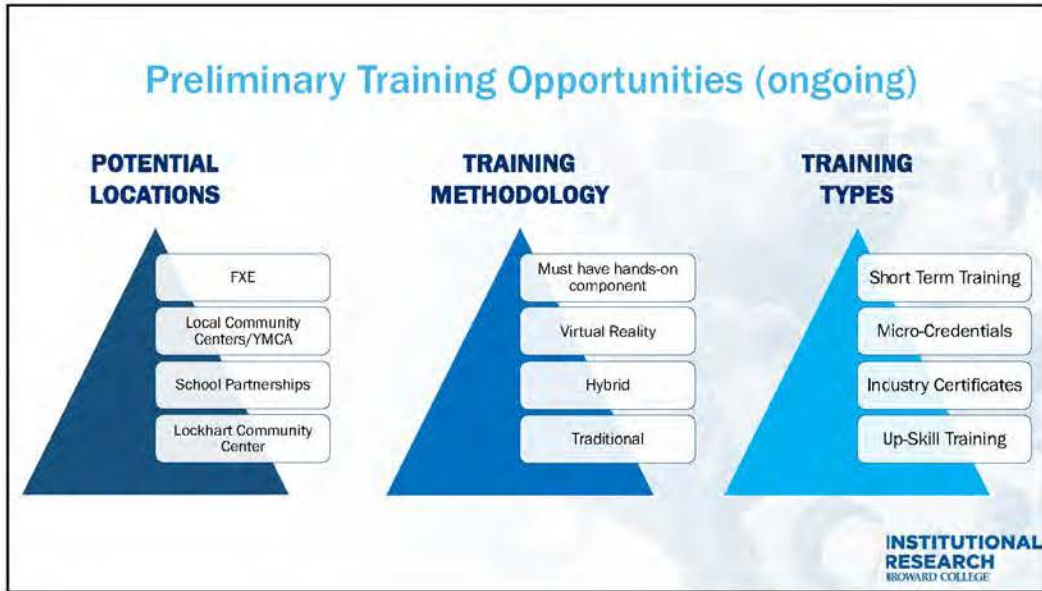 Preliminary Training Opportunities (ongoing)
POTENTIAL
LOCATIONS
FXE
Local Community
Centers/YMCA
School Partnerships
Lockhart Community
Center
TRAINING
METHODOLOGY
Must have hands-on
component
Virtual Reality
Hybrid
Traditional
TRAINING
TYPES
Short Term Training
Micro-Credentials
Industry Certificates
Up-Skill Training
INSTITUTIONAL
RESEARCH
BROWARD COLLEGE